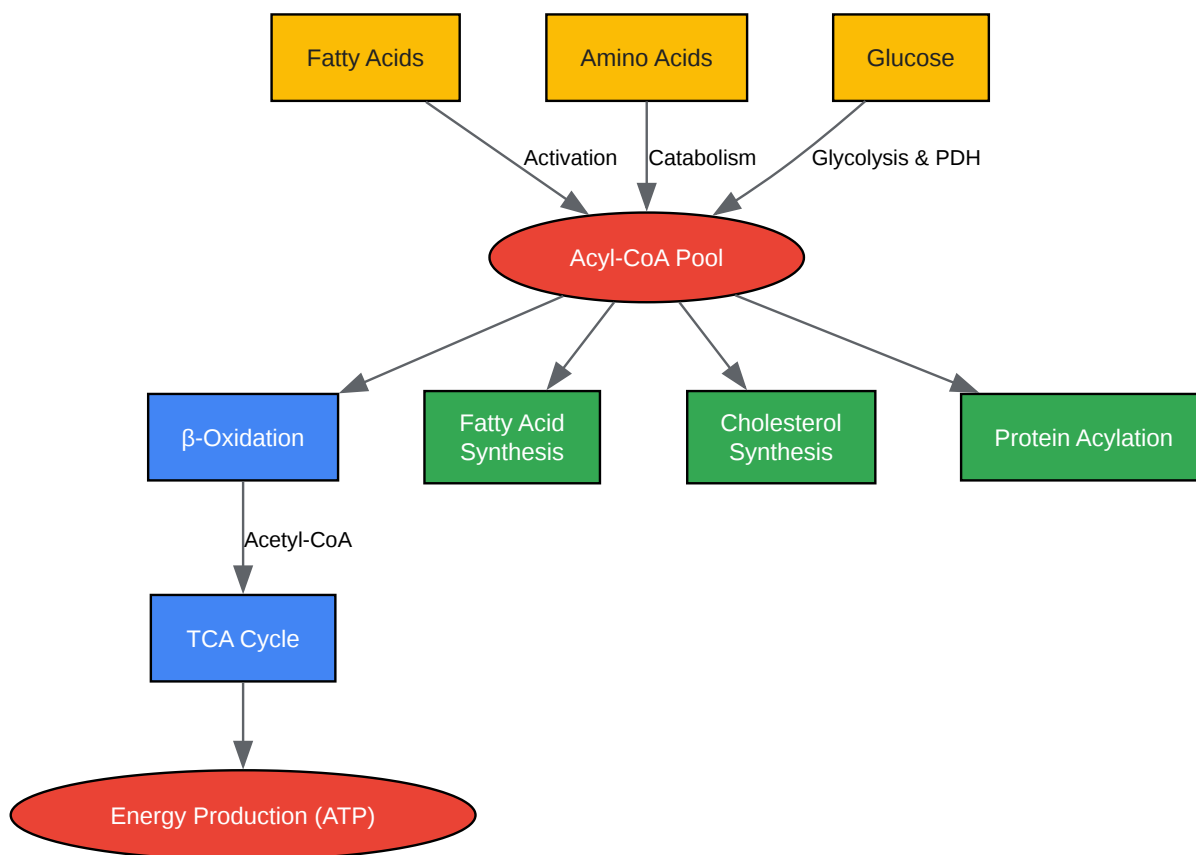 Fatty Acids
Amino Acids
Glucose
Activation
Catabolism
Glycolysis & PDH
Acyl-CoA Pool
β-Oxidation
Fatty Acid
Synthesis
Cholesterol
Synthesis
Protein Acylation
Acetyl-CoA
TCA Cycle
Energy Production (ATP)